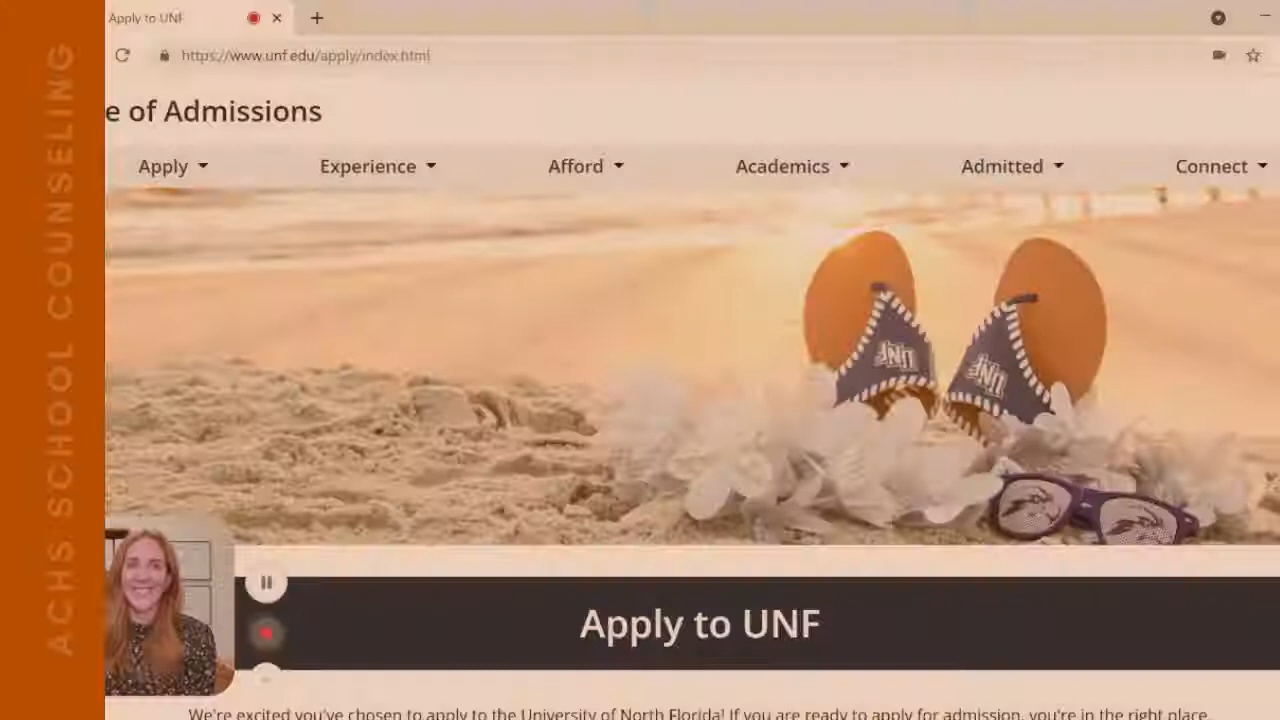 ACHS SCHOOL COUNSELING
Apply to UNF
https://www.unf.edu/apply/index.html
e of Admissions
Apply
Experience
Afford
Academics
Admitted
Connect
UNF
UNF
Apply to UNF
We're excited you've chosen to apply to the University of North Florida! If you are ready to apply for admission, you're in the right place